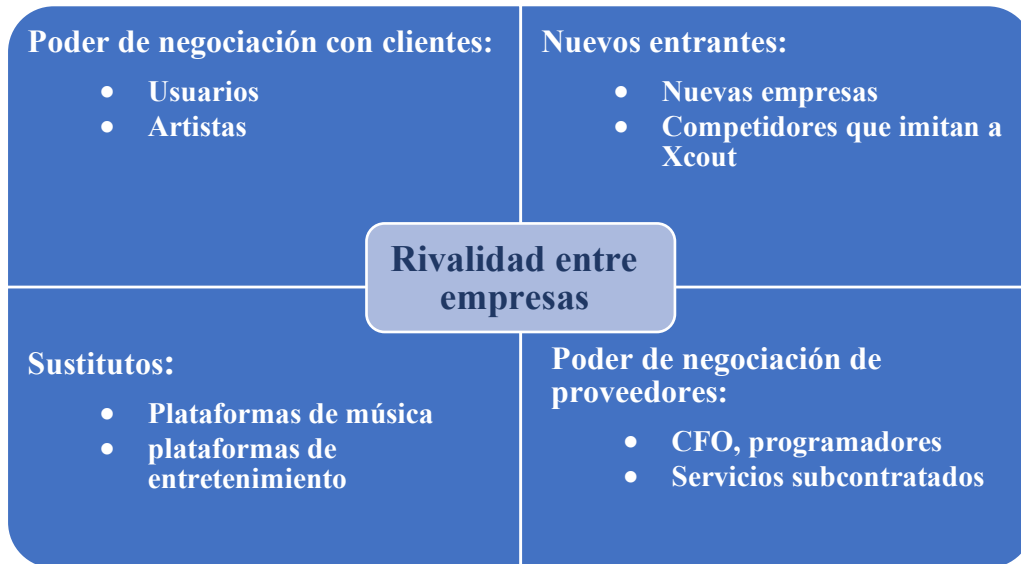 Poder de negociación con clientes:
• Usuarios
• Artistas
Nuevos entrantes:
• Nuevas empresas
• Competidores que imitan a
Xcout
Rivalidad entre
empresas
Sustitutos:
• Plataformas de música
• plataformas de
entretenimiento
Poder de negociación de
proveedores:
• CFO, programadores
• Servicios subcontratados